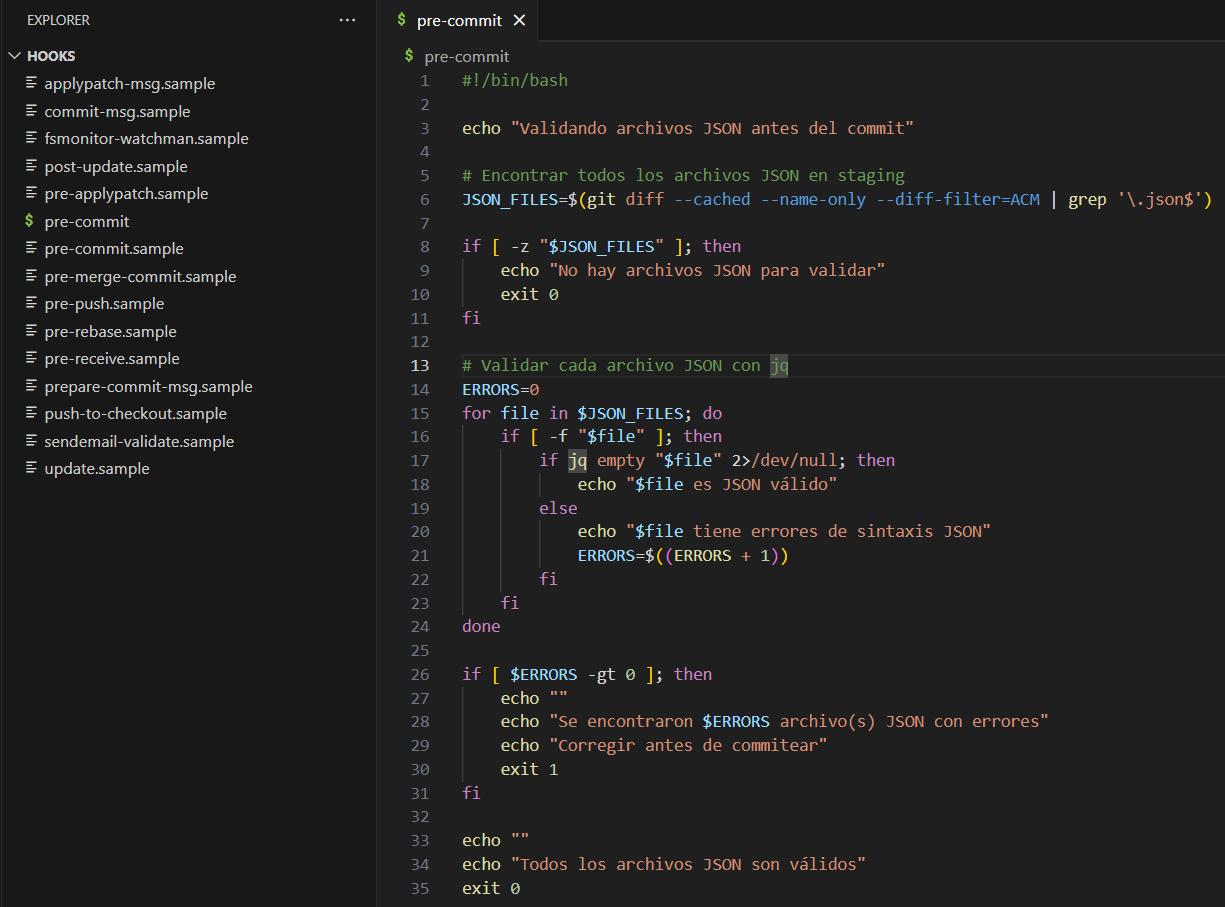 EXPLORER
...
HOOKS
applypatch-msg.sample
commit-msg.sample
fsmonitor-watchman.sample
post-update.sample
pre-applypatch.sample
$ pre-commit
pre-commit.sample
pre-merge-commit.sample
pre-push.sample
pre-rebase.sample
pre-receive.sample
prepare-commit-msg.sample
push-to-checkout.sample
sendemail-validate.sample
update.sample
$ pre-commit
$ pre-commit
1 #!/bin/bash
2
3 echo "Validando archivos JSON antes del commit"
4
5 # Encontrar todos los archivos JSON en staging
6 JSON_FILES=$(git diff --cached --name-only --diff-filter=ACM | grep '\.json$')
7
8 if [ -z "$JSON_FILES" ]; then
9     echo "No hay archivos JSON para validar"
10     exit 0
11 fi
12
13 # Validar cada archivo JSON con jq
14 ERRORS=0
15 for file in $JSON_FILES; do
16     if [ -f "$file" ]; then
17         if jq empty "$file" 2>/dev/null; then
18             echo "$file es JSON válido"
19         else
20             echo "$file tiene errores de sintaxis JSON"
21             ERRORS=$((ERRORS + 1))
22         fi
23     fi
24 done
25
26 if [ $ERRORS -gt 0 ]; then
27     echo ""
28     echo "Se encontraron $ERRORS archivo(s) JSON con errores"
29     echo "Corregir antes de commitear"
30     exit 1
31 fi
32
33 echo ""
34 echo "Todos los archivos JSON son válidos"
35 exit 0